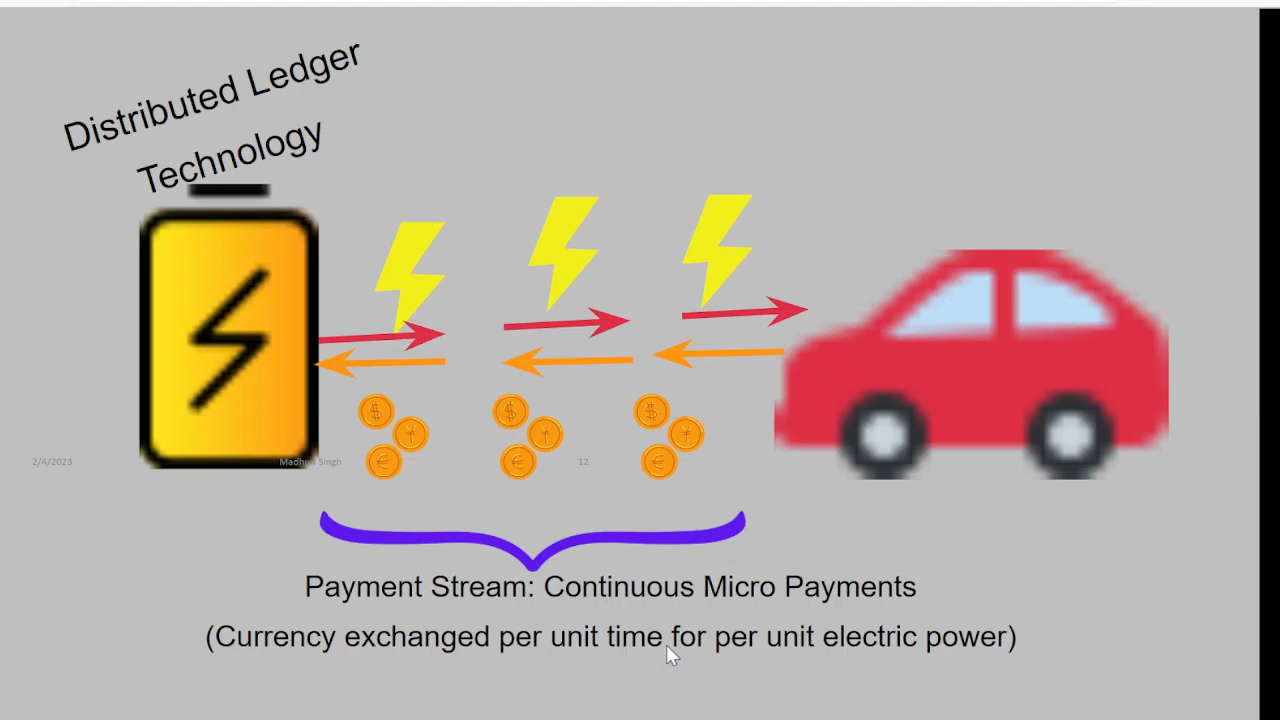 Distributed Ledger
Technology
$ ¥ €
$ ¥ €
$ ¥ €
2/4/2023
Singh
12
Payment Stream: Continuous Micro Payments
(Currency exchanged per unit time for per unit electric power)